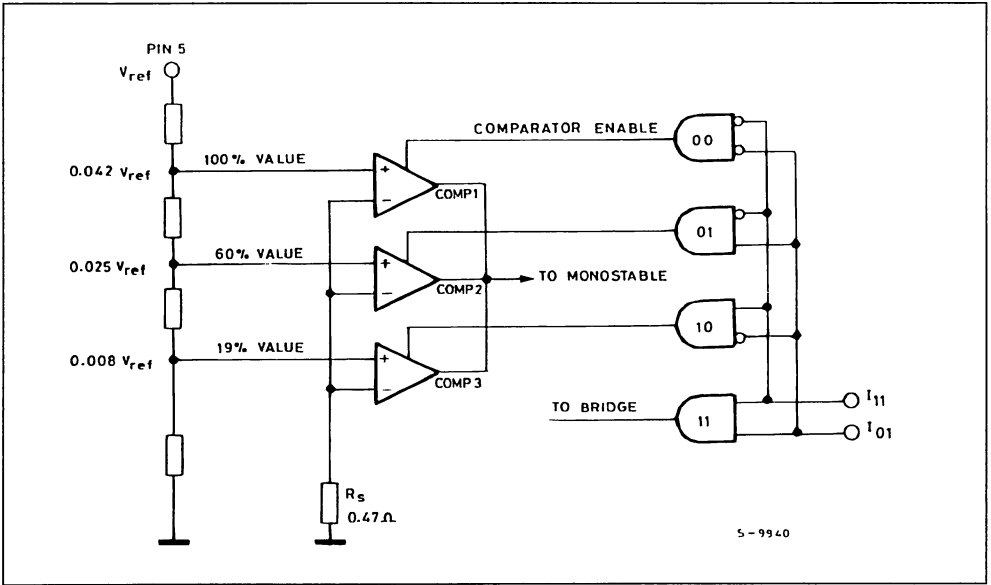 PIN 5
Vref
COMPARATOR ENABLE
00
100% VALUE
0.042 Vref
+
−
COMP1
01
60% VALUE
0.025 Vref
+
−
COMP2
TO MONOSTABLE
10
19% VALUE
0.008 Vref
+
−
COMP3
TO BRIDGE
11
I11
I01
Rs
0.47Ω
S-9940